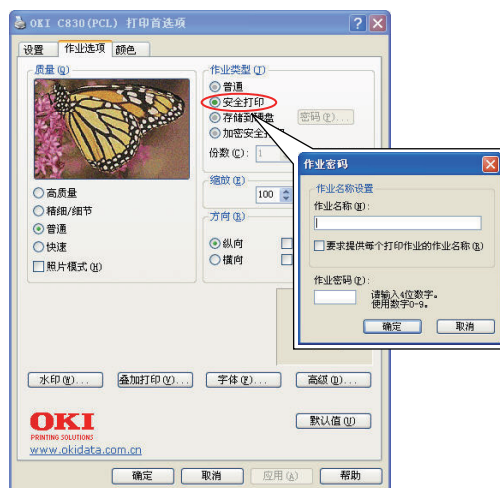 OKI C830(PCL) 打印首选项
设置 作业选项 颜色
质量(Q)
高质量
精细/细节
普通
快速
照片模式(H)
作业类型(T)
普通
安全打印
存储到硬盘
加密安全打
密码(P)...
份数(C): 1
缩放(E)
100
方向(R)
纵向
横向
作业密码
作业名称设置
作业名称(N):
要求提供每个打印作业的作业名称(R)
作业密码(P):
请输入4位数字。
使用数字0-9。
确定 取消
水印(W)... 叠加打印(V)... 字体(F)... 高级(D)...
OKI
PRINTING SOLUTIONS
www.okidata.com.cn
默认值(U)
确定 取消 应用(A) 帮助